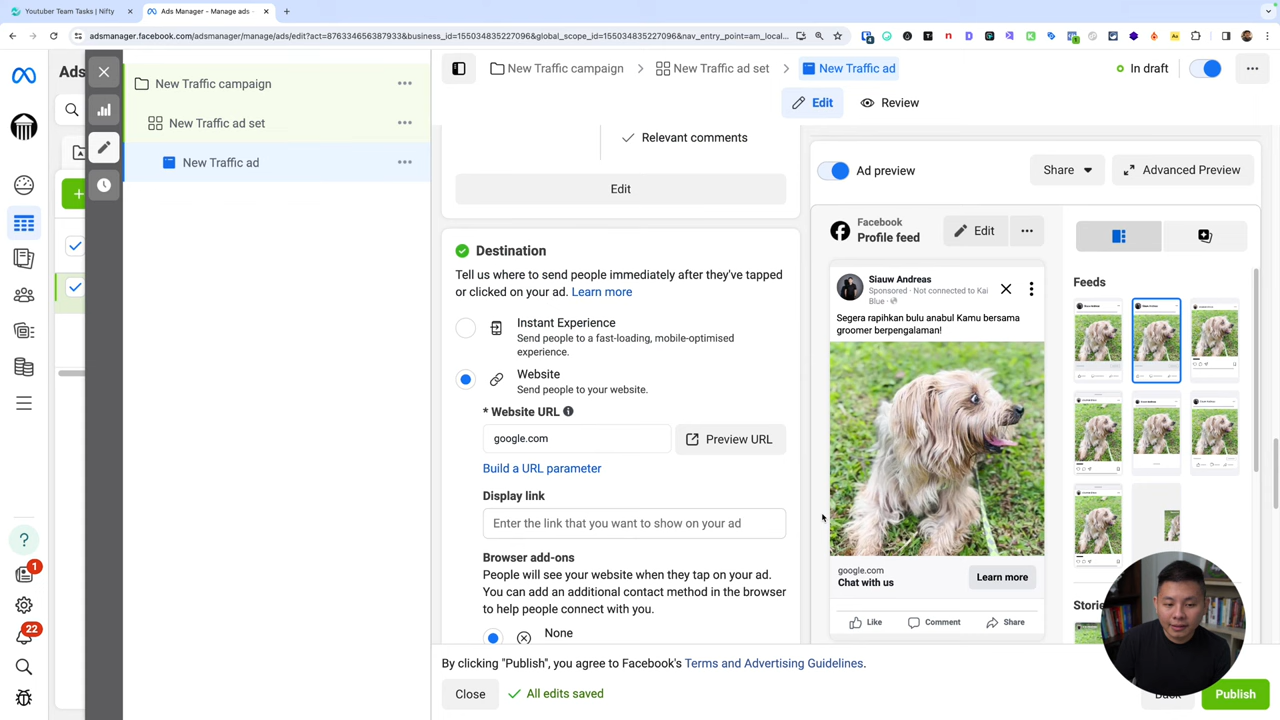 Youtuber Team Tasks | Nifty
Ads Manager - Manage ads -
adsmanager.facebook.com/adsmanager/manage/ads/edit?act=876334656387933&business_id=155034835227096&global_scope_id=155034835227096&nav_entry_point=am_local...
Ads
New Traffic campaign
New Traffic ad set
New Traffic ad
New Traffic campaign
New Traffic ad set
New Traffic ad
In draft
Edit
Review
Relevant comments
Edit
Destination
Tell us where to send people immediately after they've tapped
or clicked on your ad. Learn more
Instant Experience
Send people to a fast-loading, mobile-optimised
experience.
Website
Send people to your website.
* Website URL
google.com
Preview URL
Build a URL parameter
Display link
Enter the link that you want to show on your ad
Browser add-ons
People will see your website when they tap on your ad.
You can add an additional contact method in the browser
to help people connect with you.
None
Ad preview
Share
Advanced Preview
Facebook
Profile feed
Edit
Siauw Andreas
Sponsored · Not connected to Kai
Blue ·
Segera rapihkan bulu anabul Kamu bersama
groomer berpengalaman!
google.com
Chat with us
Learn more
Like
Comment
Share
Feeds
Stories
1
22
By clicking "Publish", you agree to Facebook's Terms and Advertising Guidelines.
Close
All edits saved
Back
Publish